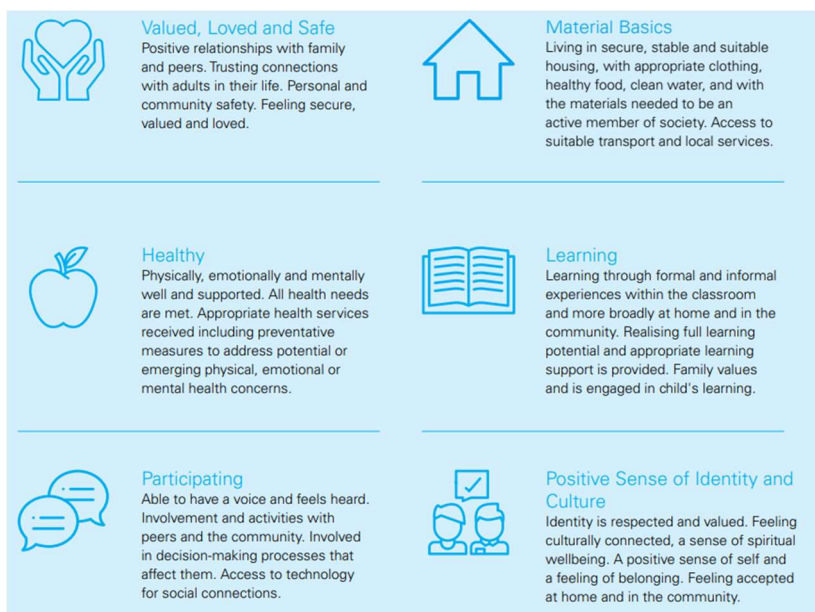 Valued, Loved and Safe
Positive relationships with family
and peers. Trusting connections
with adults in their life. Personal and
community safety. Feeling secure,
valued and loved.
Material Basics
Living in secure, stable and suitable
housing, with appropriate clothing,
healthy food, clean water, and with
the materials needed to be an
active member of society. Access to
suitable transport and local services.
Healthy
Physically, emotionally and mentally
well and supported. All health needs
are met. Appropriate health services
received including preventative
measures to address potential or
emerging physical, emotional or
mental health concerns.
Learning
Learning through formal and informal
experiences within the classroom
and more broadly at home and in the
community. Realising full learning
potential and appropriate learning
support is provided. Family values
and is engaged in child's learning.
Participating
Able to have a voice and feels heard.
Involvement and activities with
peers and the community. Involved
in decision-making processes that
affect them. Access to technology
for social connections.
Positive Sense of Identity and
Culture
Identity is respected and valued. Feeling
culturally connected, a sense of spiritual
wellbeing. A positive sense of self and
a feeling of belonging. Feeling accepted
at home and in the community.